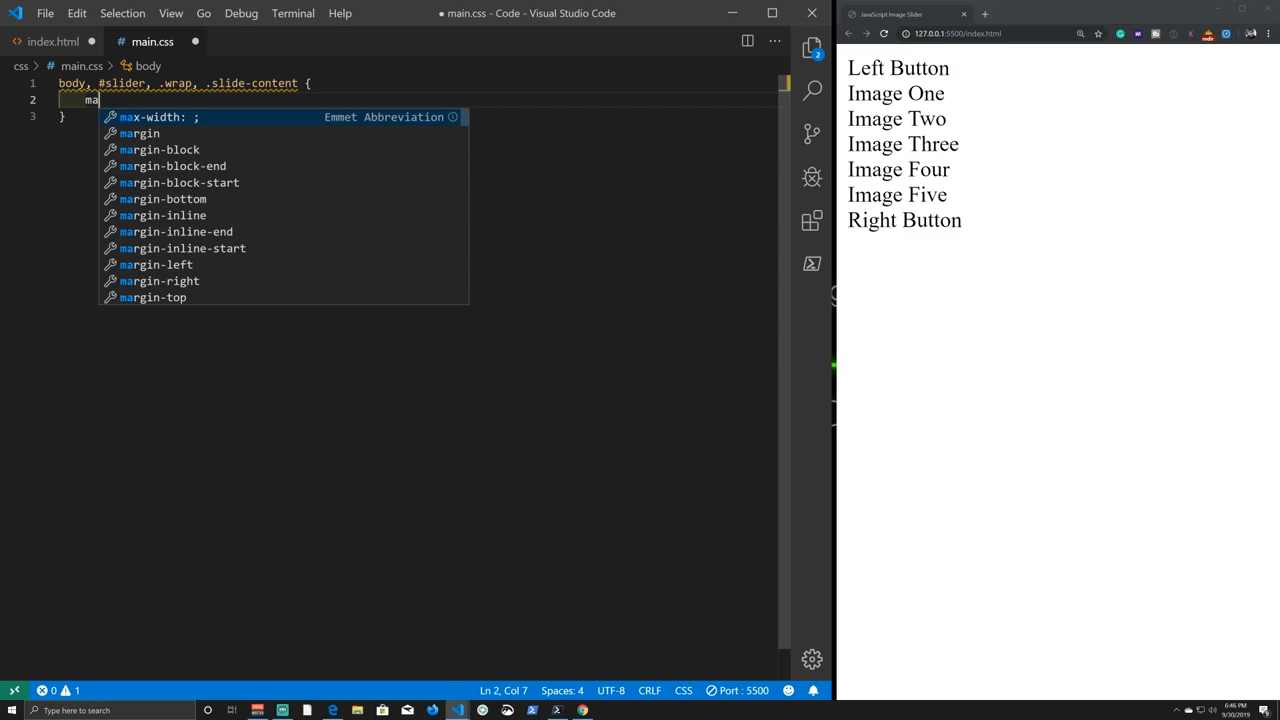 File Edit Selection View Go Debug Terminal Help
● main.css - Code - Visual Studio Code
index.html
main.css
css > main.css > body
1 body, #slider, .wrap, .slide-content {
2 ma
3 }
max-width: ; Emmet Abbreviation
margin
margin-block
margin-block-end
margin-block-start
margin-bottom
margin-inline
margin-inline-end
margin-inline-start
margin-left
margin-right
margin-top
2
0 1
Ln 2, Col 7 Spaces: 4 UTF-8 CRLF CSS Port : 5500
JavaScript Image Slider
127.0.0.1:5500/index.html
Left Button
Image One
Image Two
Image Three
Image Four
Image Five
Right Button
Type here to search
6:46 PM
9/30/2019